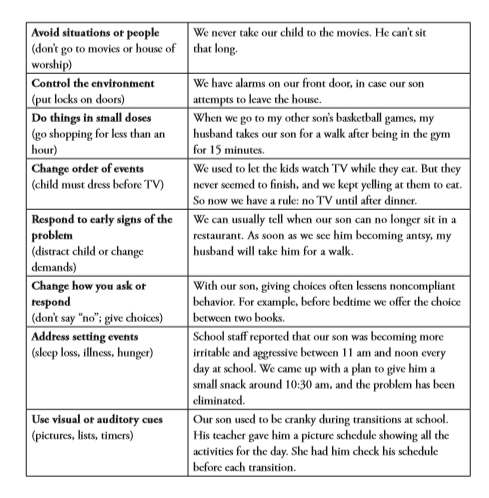 Avoid situations or people
(don't go to movies or house of
worship)
We never take our child to the movies. He can't sit
that long.
Control the environment
(put locks on doors)
We have alarms on our front door, in case our son
attempts to leave the house.
Do things in small doses
(go shopping for less than an
hour)
When we go to my other son's basketball games, my
husband takes our son for a walk after being in the gym
for 15 minutes.
Change order of events
(child must dress before TV)
We used to let the kids watch TV while they eat. But they
never seemed to finish, and we kept yelling at them to eat.
So now we have a rule: no TV until after dinner.
Respond to early signs of the
problem
(distract child or change
demands)
We can usually tell when our son can no longer sit in a
restaurant. As soon as we see him becoming antsy, my
husband will take him for a walk.
Change how you ask or
respond
(don't say "no"; give choices)
With our son, giving choices often lessens noncompliant
behavior. For example, before bedtime we offer the choice
between two books.
Address setting events
(sleep loss, illness, hunger)
School staff reported that our son was becoming more
irritable and aggressive between 11 am and noon every
day at school. We came up with a plan to give him a
small snack around 10:30 am, and the problem has been
eliminated.
Use visual or auditory cues
(pictures, lists, timers)
Our son used to be cranky during transitions at school.
His teacher gave him a picture schedule showing all the
activities for the day. She had him check his schedule
before each transition.